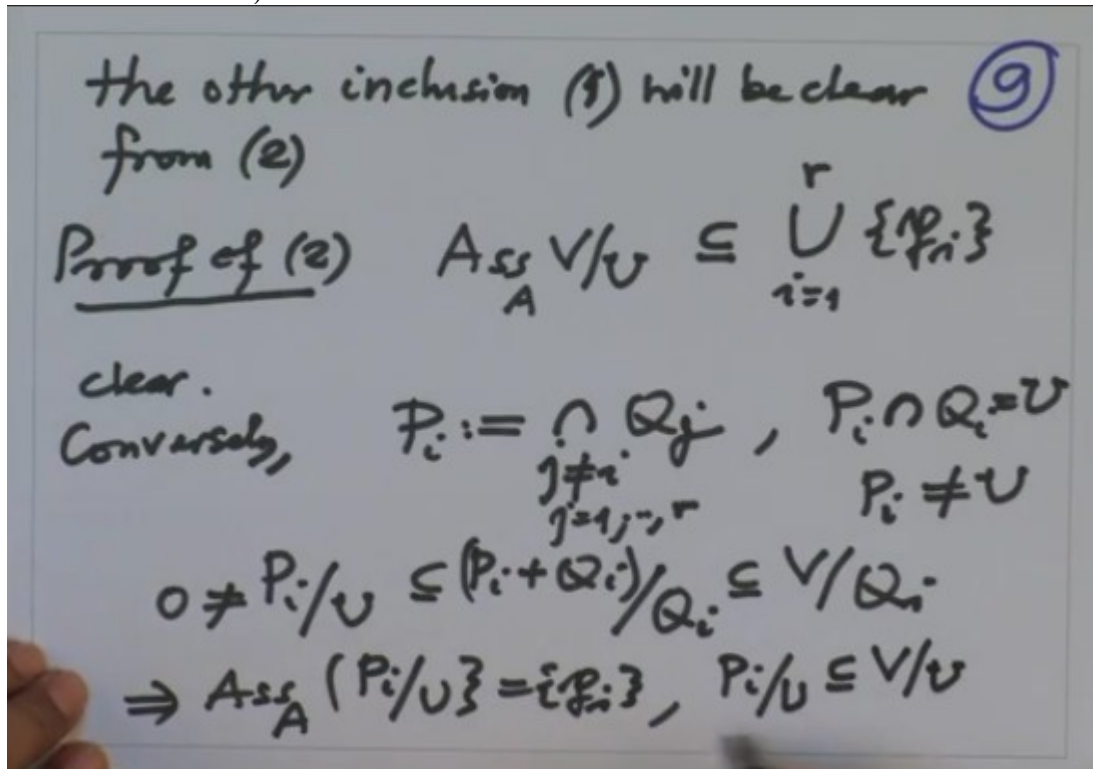 the other inclusion (1) will be clear ⑨
from (2)
Proof of (2) Ass_A V/U ⊆ ⋃_{i=1}^{r} {𝔭_i}
clear.
Conversely, P_i := ∩_{j≠i, j=1,..,r} Q_j , P_i ∩ Q_i = U
P_i ≠ U
0 ≠ P_i/U ⊆ (P_i + Q_i)/Q_i ⊆ V/Q_i
⇒ Ass_A (P_i/U} = {𝔭_i}, P_i/U ⊆ V/U